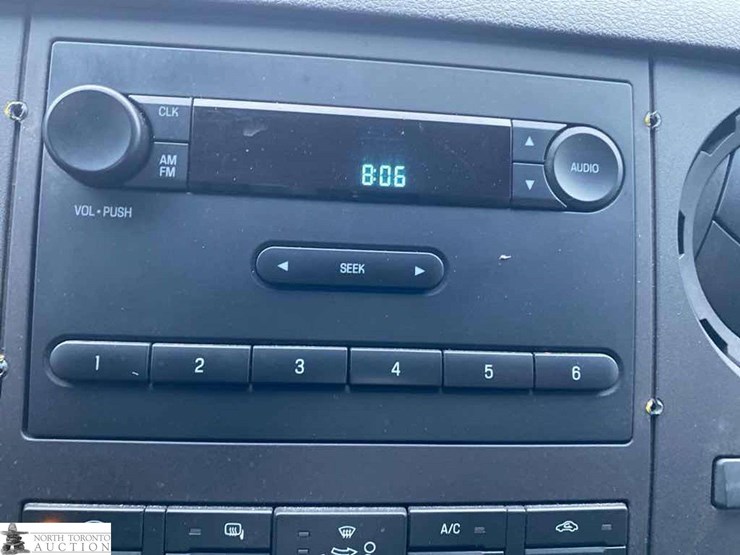 CLK
AM
FM
8:06
AUDIO
VOL • PUSH
SEEK
1 2 3 4 5 6
A/C
NORTH TORONTO
AUCTION